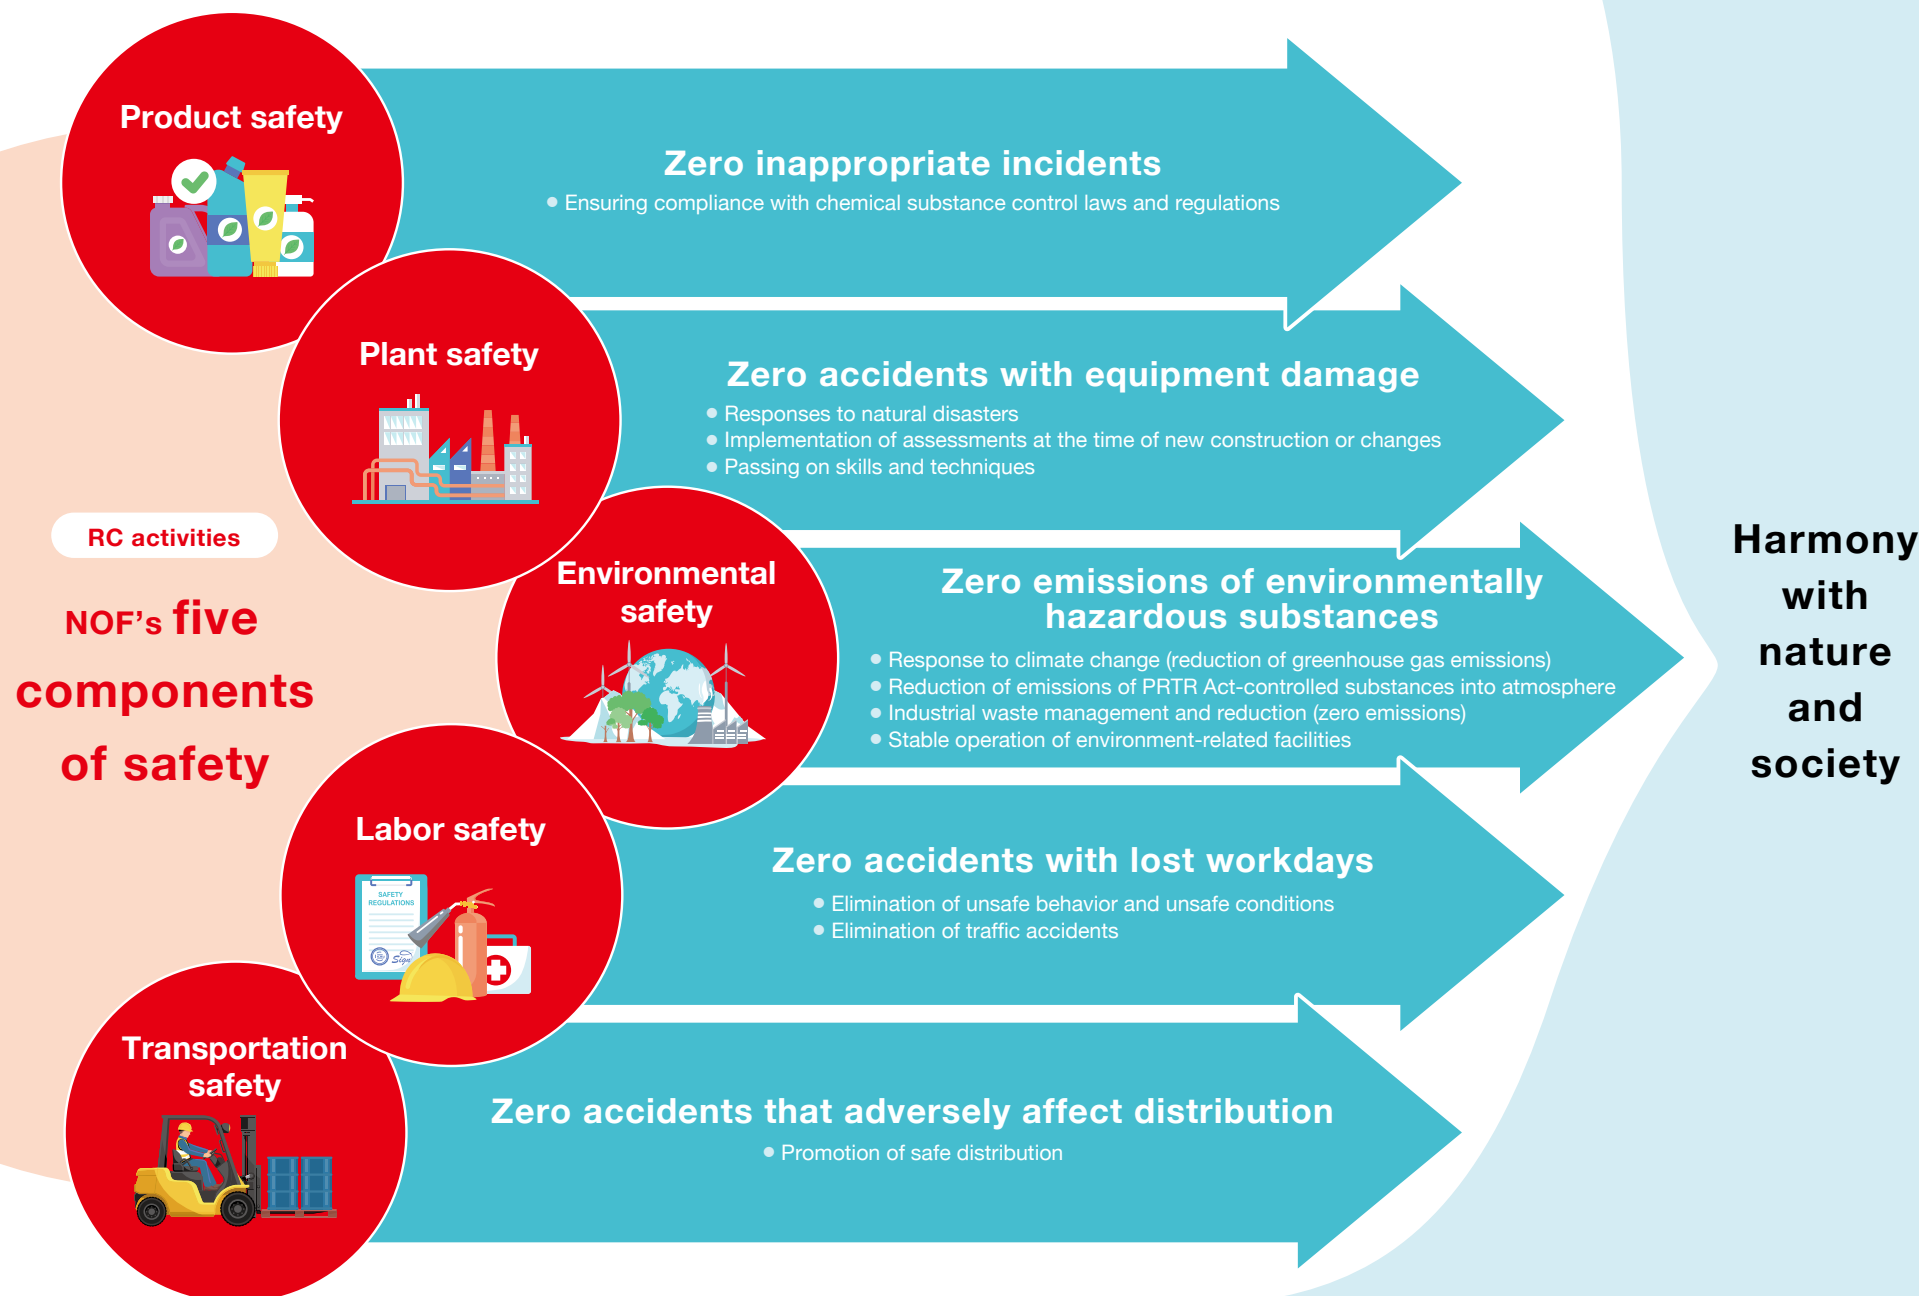 Product safety
Zero inappropriate incidents
● Ensuring compliance with chemical substance control laws and regulations
Plant safety
Zero accidents with equipment damage
● Responses to natural disasters
● Implementation of assessments at the time of new construction or changes
● Passing on skills and techniques
RC activities
NOF's five
components
of safety
Environmental
safety
Zero emissions of environmentally
hazardous substances
● Response to climate change (reduction of greenhouse gas emissions)
● Reduction of emissions of PRTR Act-controlled substances into atmosphere
● Industrial waste management and reduction (zero emissions)
● Stable operation of environment-related facilities
Labor safety
SAFETY
REGULATIONS
Sign
Zero accidents with lost workdays
● Elimination of unsafe behavior and unsafe conditions
● Elimination of traffic accidents
Transportation
safety
Zero accidents that adversely affect distribution
● Promotion of safe distribution
Harmony
with
nature
and
society